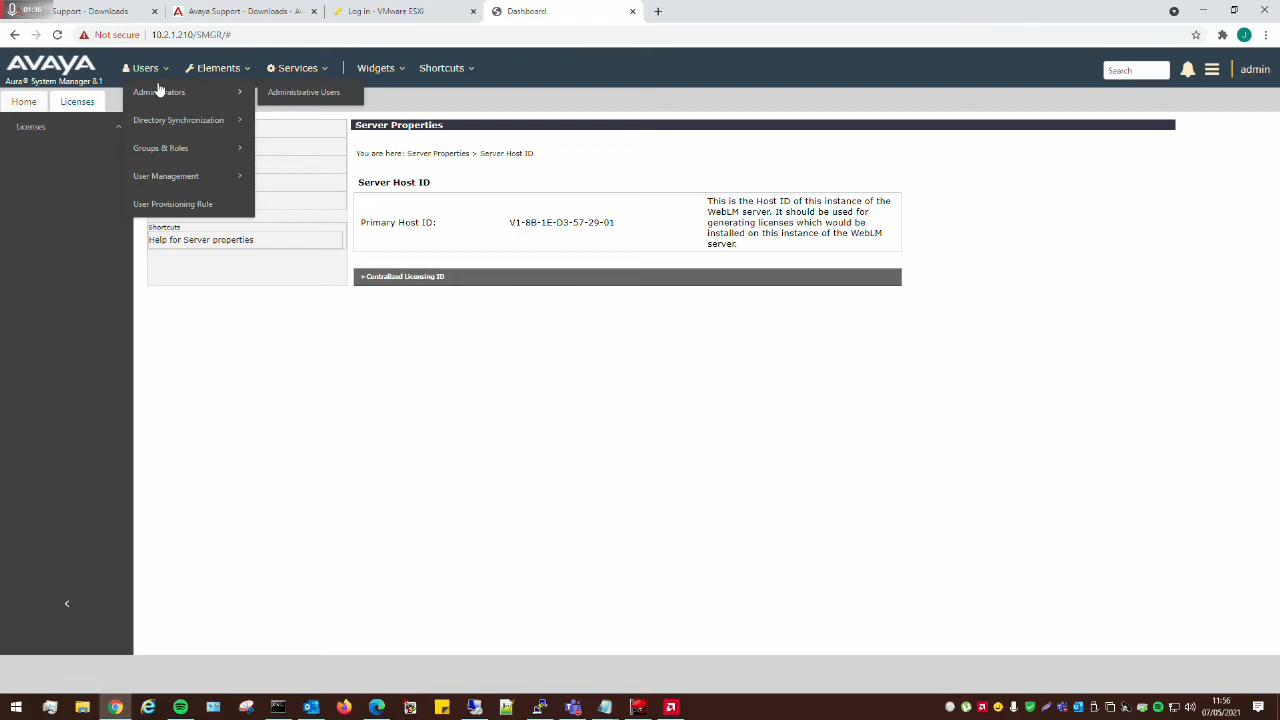 01:36
Support - Downloads
Avaya Support - Downloads - Av
Log in - VMware ESXi
Dashboard
Not secure
10.2.1.210/SMGR/#
J
AVAYA
Aura® System Manager 8.1
Users
Elements
Services
Widgets
Shortcuts
Search
admin
Home
Licenses
Licenses
Administrators
Administrative Users
Directory Synchronization
Groups & Roles
User Management
User Provisioning Rule
Shortcuts
Help for Server properties
Server Properties
You are here: Server Properties > Server Host ID
Server Host ID
Primary Host ID:
V1-8B-1E-D3-57-29-01
This is the Host ID of this instance of the
WebLM server. It should be used for
generating licenses which would be
installed on this instance of the WebLM
server.
Centralized Licensing ID
11:56
07/05/2021